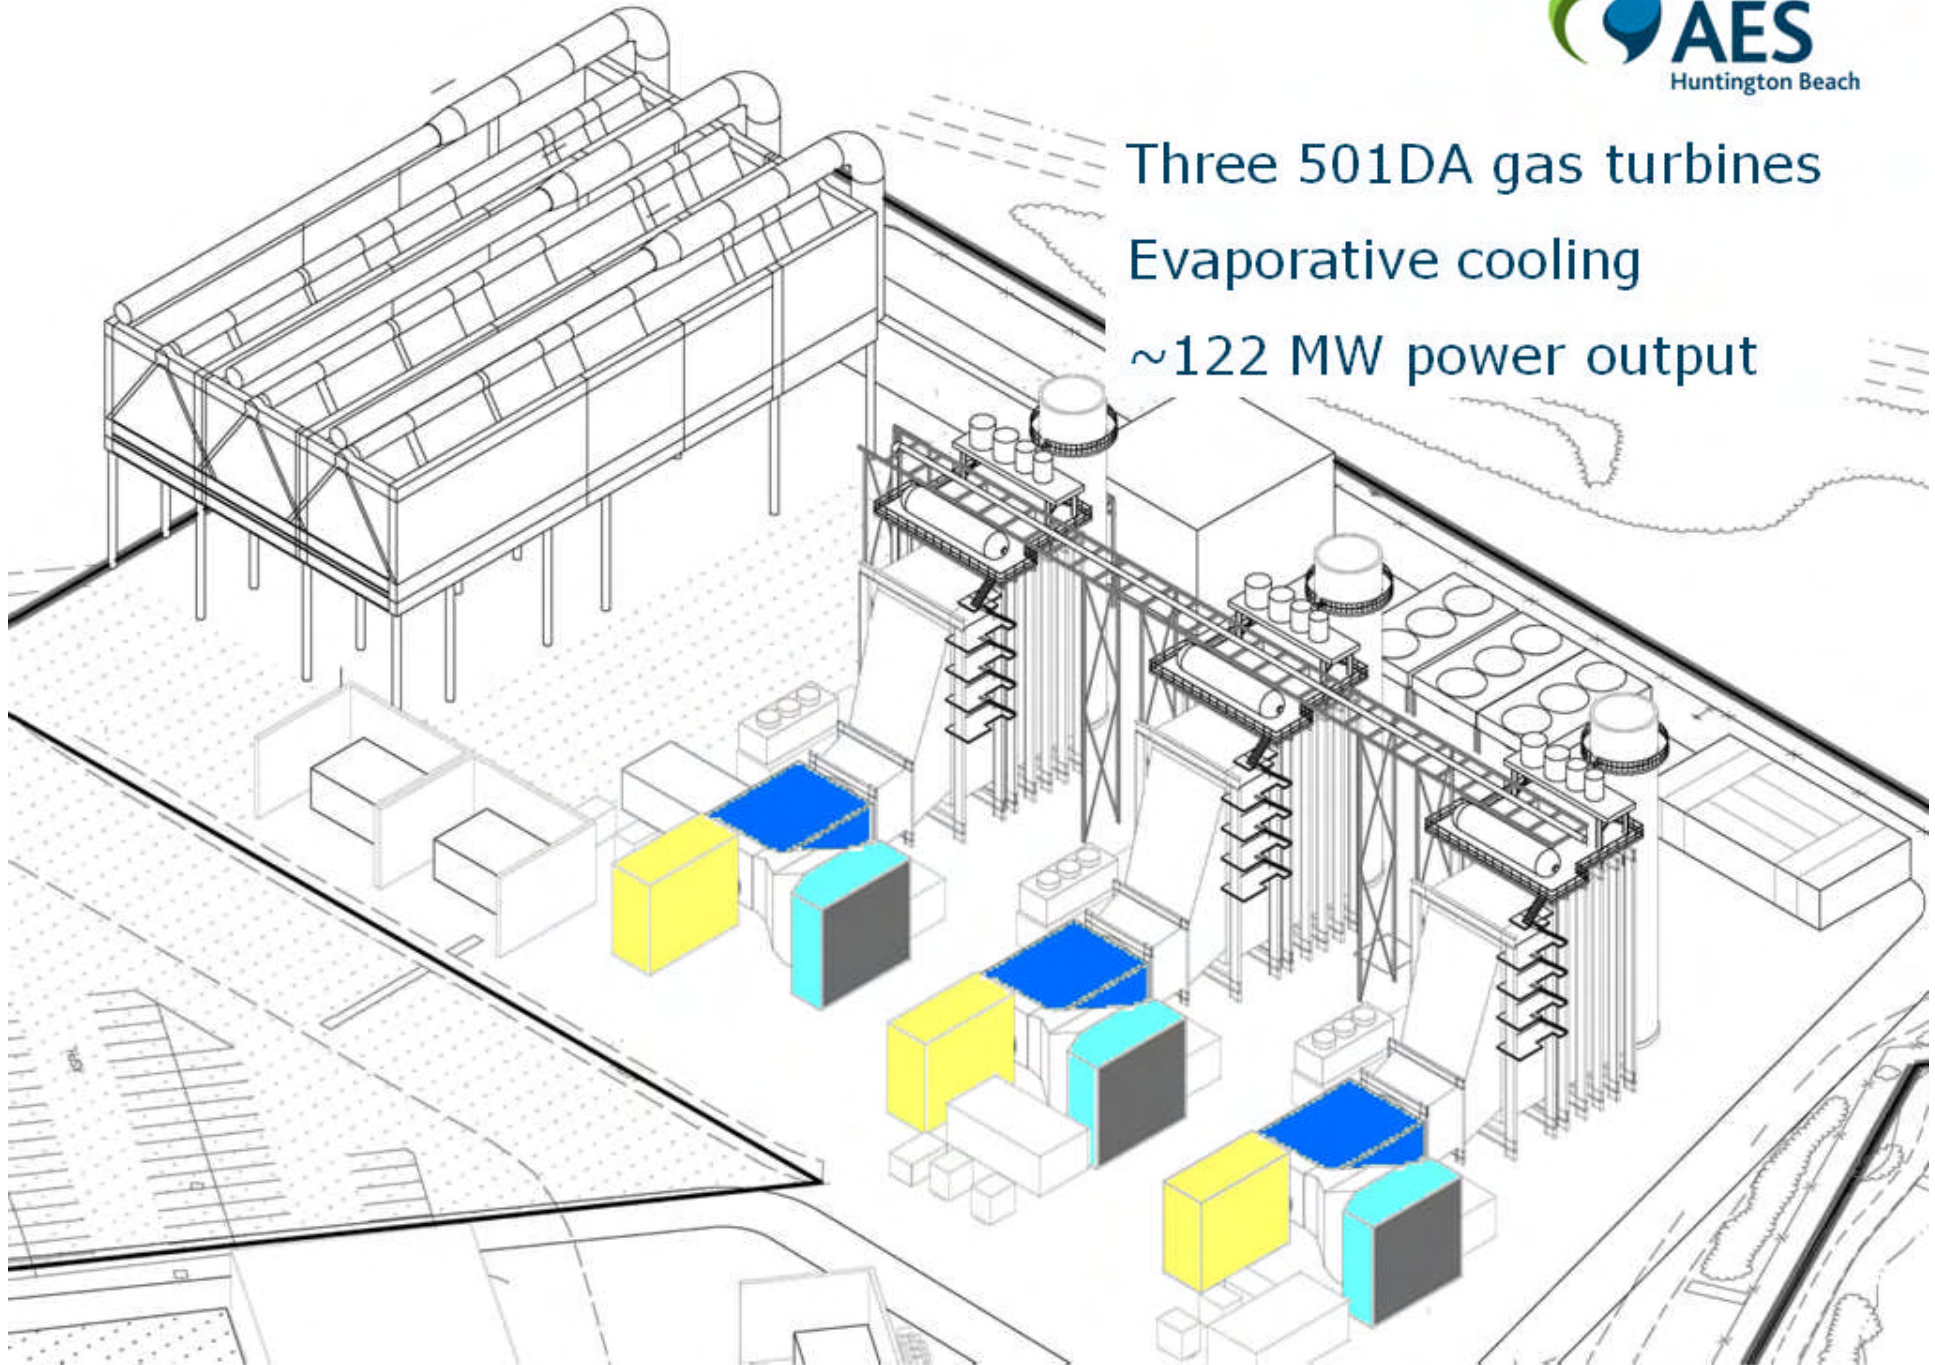 AES
Huntington Beach
Three 501DA gas turbines
Evaporative cooling
~122 MW power output